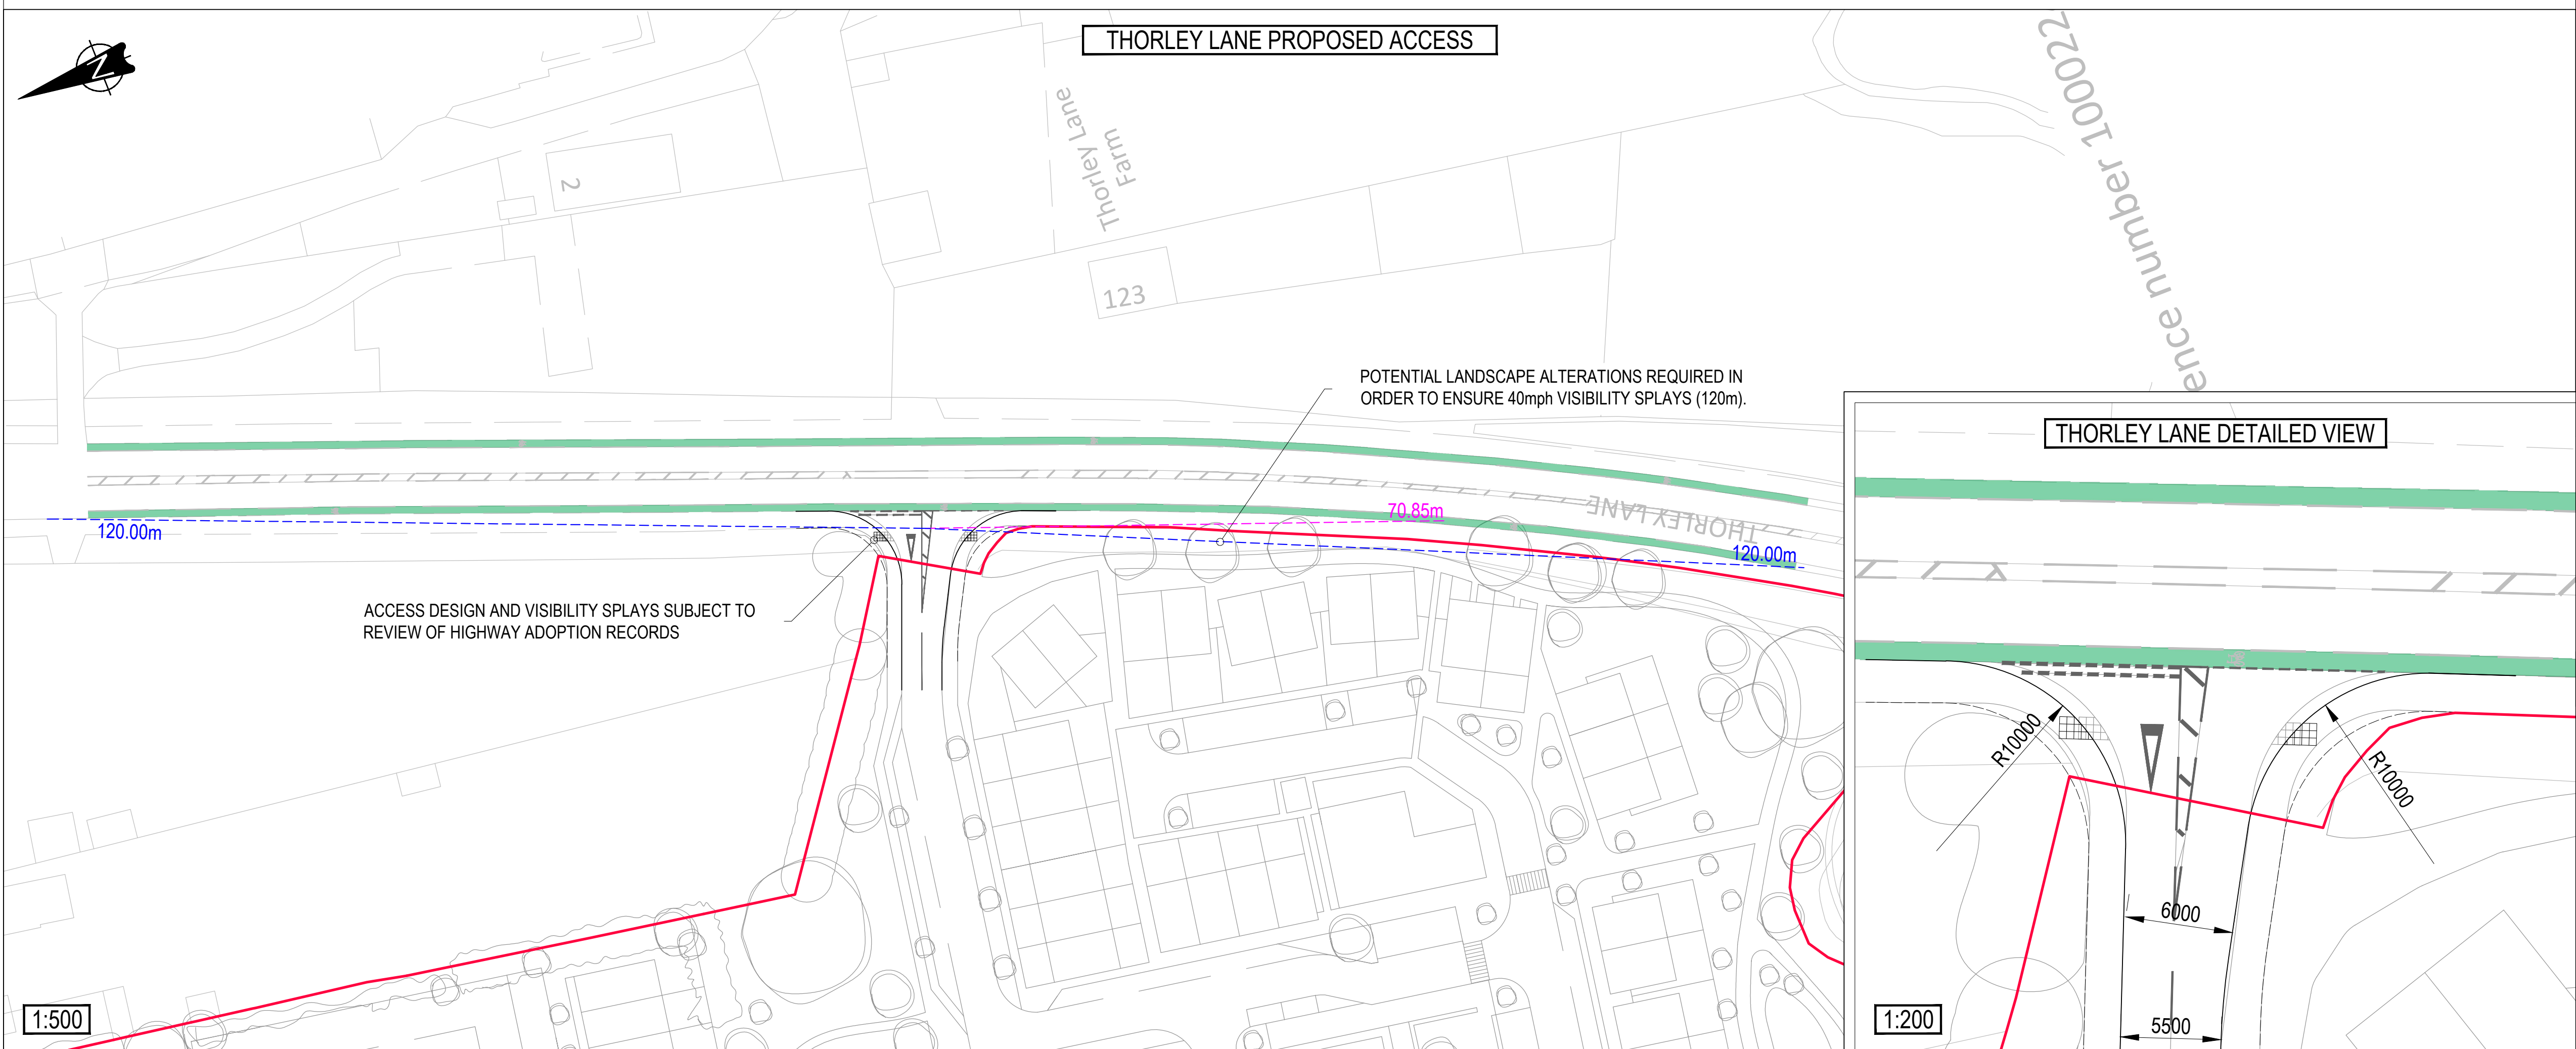 THORLEY LANE PROPOSED ACCESS
N
Thorley Lane
Farm
2
123
ence number 100022
POTENTIAL LANDSCAPE ALTERATIONS REQUIRED IN
ORDER TO ENSURE 40mph VISIBILITY SPLAYS (120m).
THORLEY LANE DETAILED VIEW
70.85m
THORLEY LANE
120.00m
120.00m
ACCESS DESIGN AND VISIBILITY SPLAYS SUBJECT TO
REVIEW OF HIGHWAY ADOPTION RECORDS
R10000
R10000
6000
5500
1:500
1:200